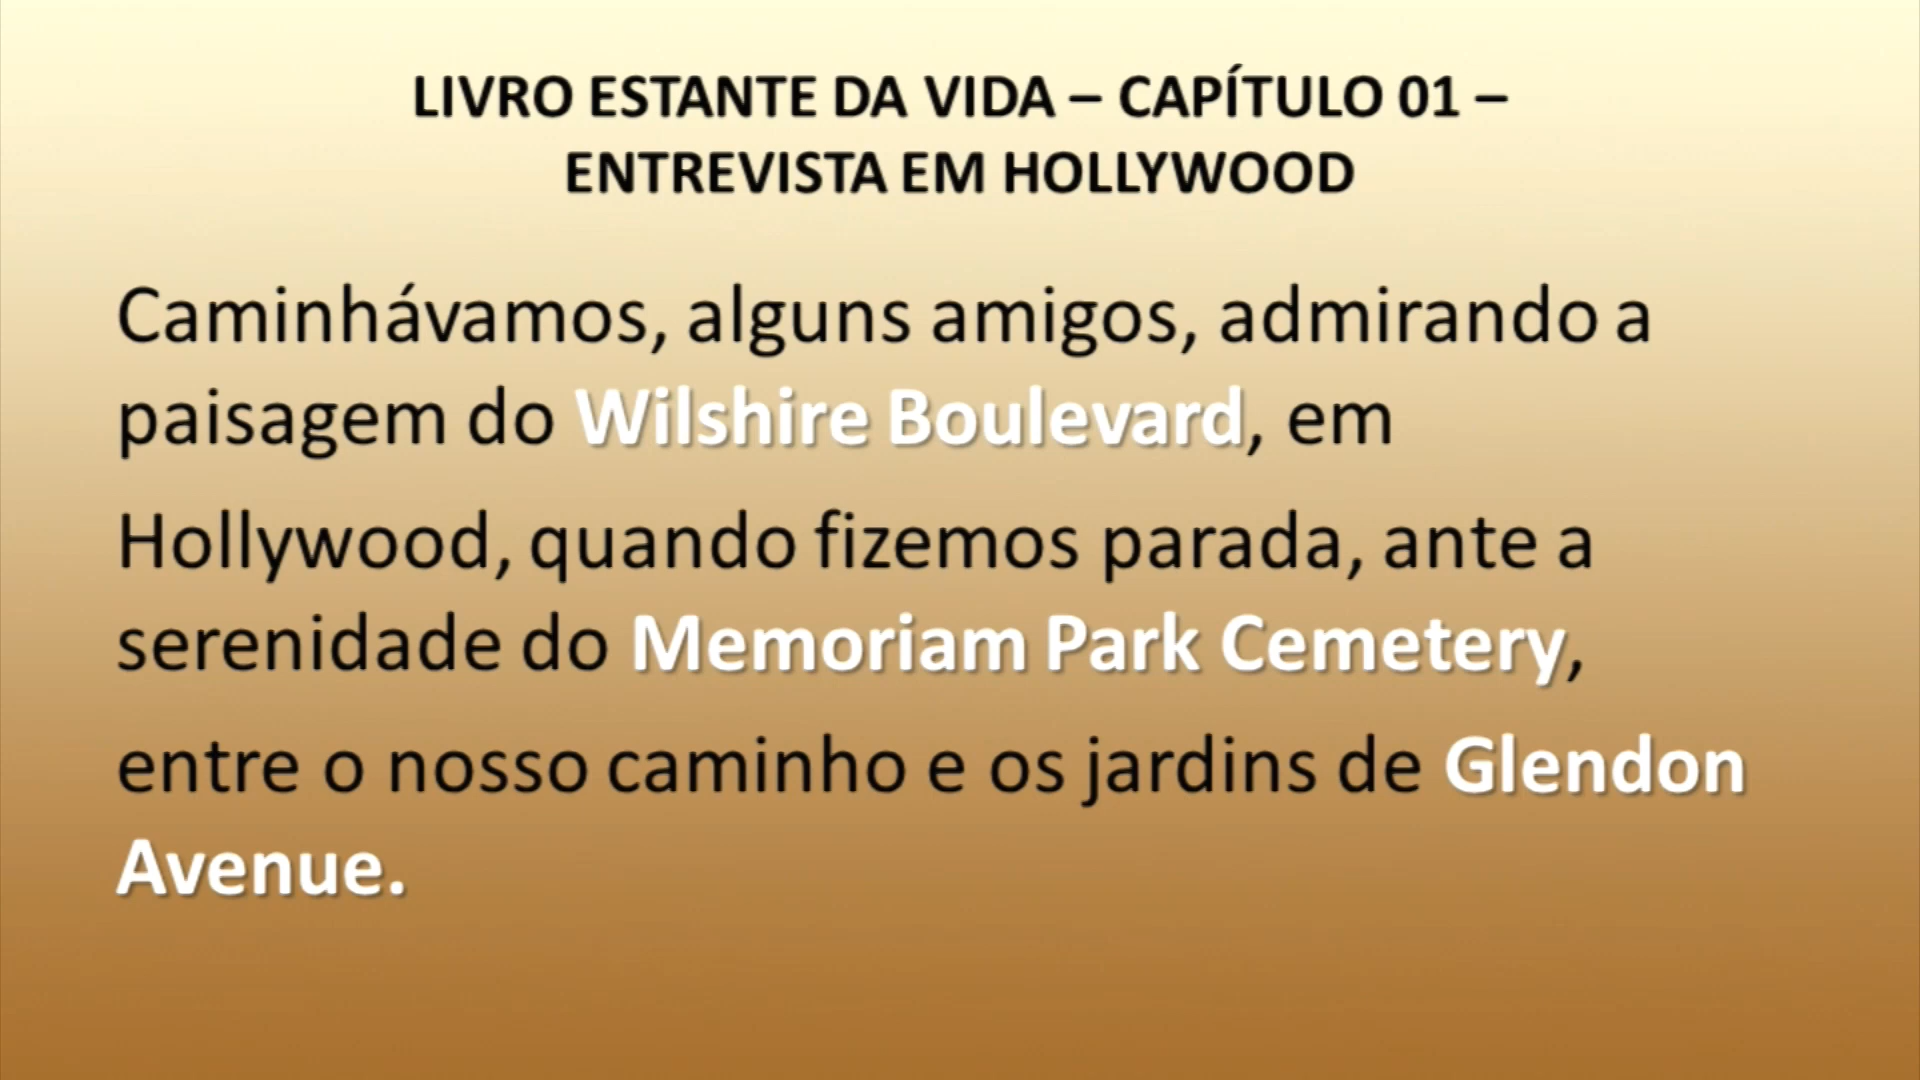 LIVRO ESTANTE DA VIDA – CAPÍTULO 01 –
ENTREVISTA EM HOLLYWOOD
Caminhávamos, alguns amigos, admirando a
paisagem do Wilshire Boulevard, em
Hollywood, quando fizemos parada, ante a
serenidade do Memoriam Park Cemetery,
entre o nosso caminho e os jardins de Glendon
Avenue.